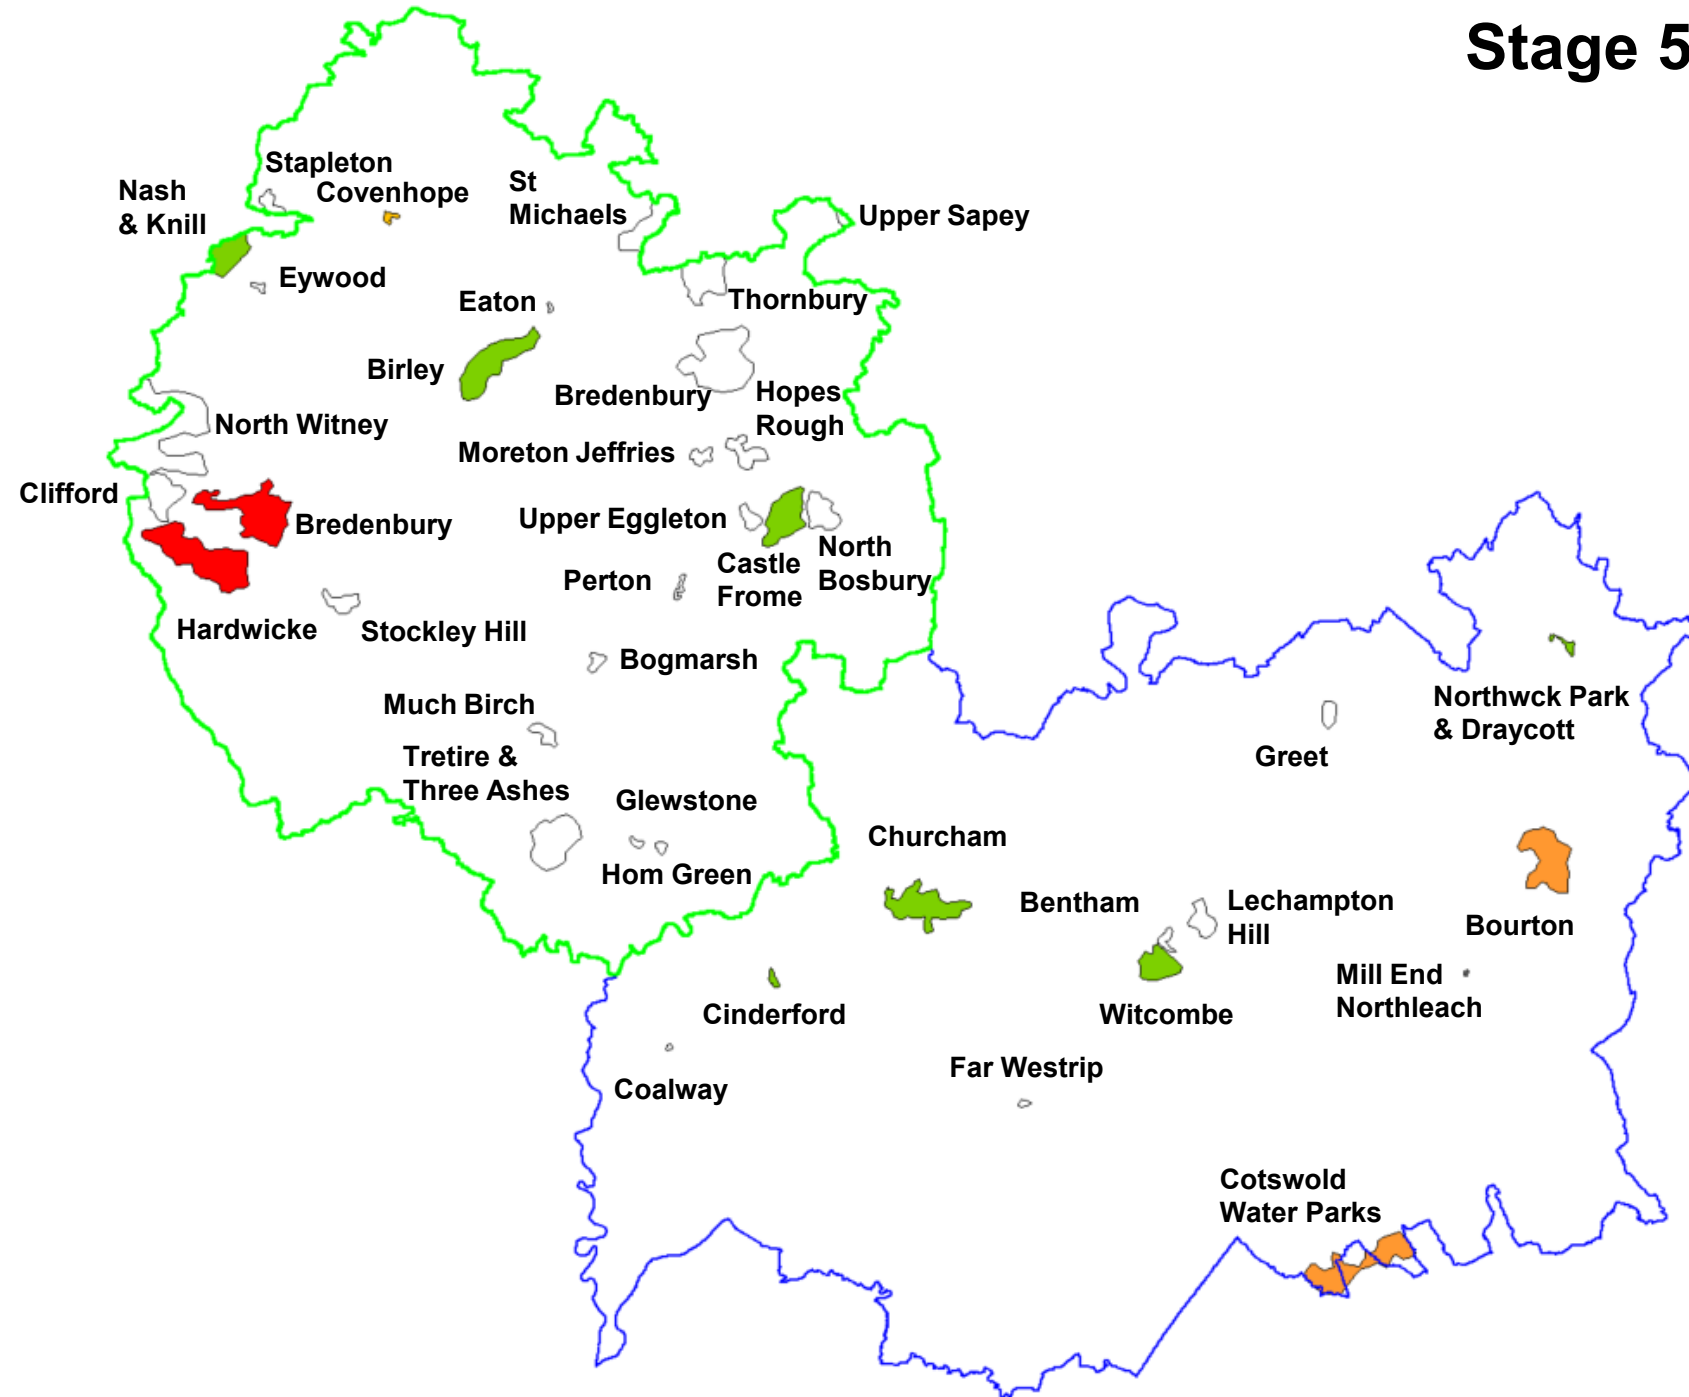 Stage 5
Stapleton
Nash
& Knill
Covenhope
St
Michaels
Upper Sapey
Eywood
Eaton
Thornbury
Birley
Bredenbury
Hopes
Rough
North Witney
Moreton Jeffries
Clifford
Bredenbury
Upper Eggleton
North
Bosbury
Castle
Frome
Perton
Hardwicke
Stockley Hill
Bogmarsh
Much Birch
Northwck Park
& Draycott
Greet
Tretire &
Three Ashes
Glewstone
Churcham
Hom Green
Bentham
Lechampton
Hill
Bourton
Mill End
Northleach
Cinderford
Witcombe
Far Westrip
Coalway
Cotswold
Water Parks